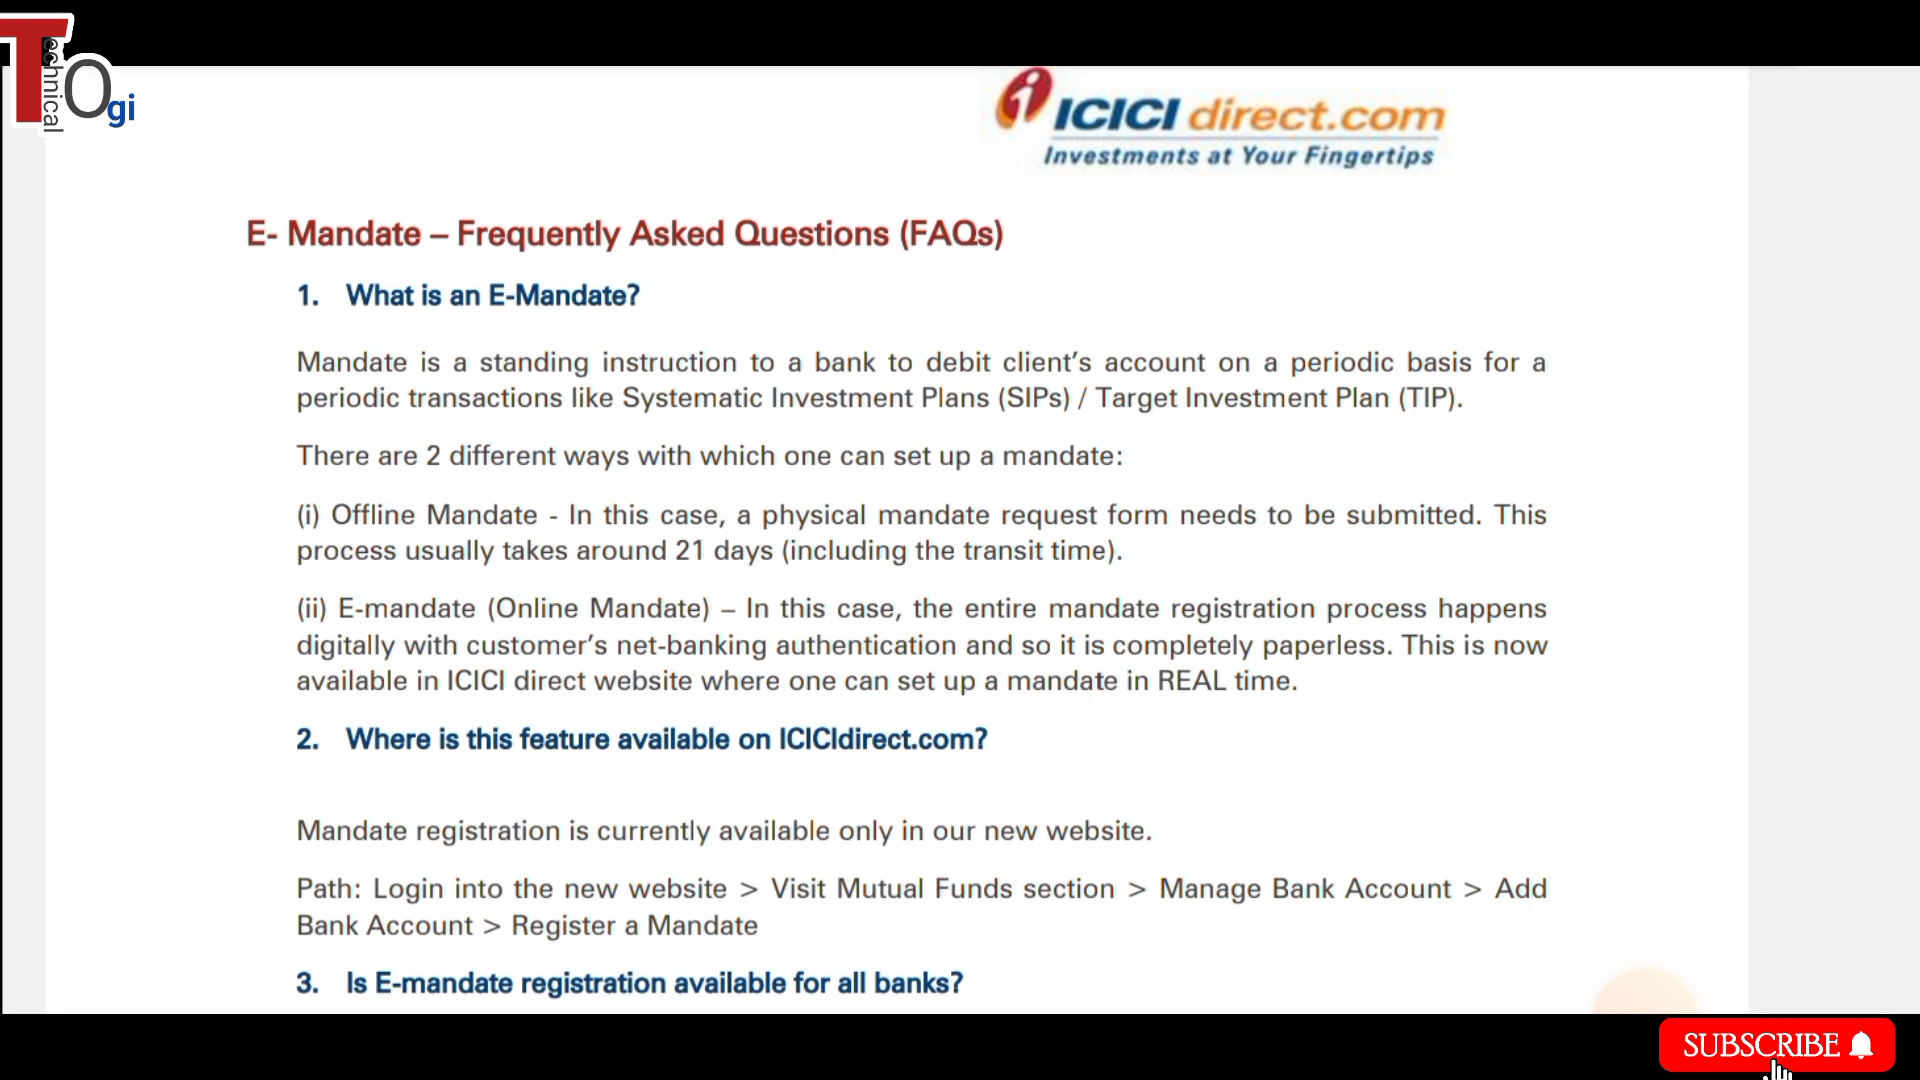 Technical Ogi
ICICI direct.com
Investments at Your Fingertips
E- Mandate – Frequently Asked Questions (FAQs)
1. What is an E-Mandate?
Mandate is a standing instruction to a bank to debit client's account on a periodic basis for a
periodic transactions like Systematic Investment Plans (SIPs) / Target Investment Plan (TIP).
There are 2 different ways with which one can set up a mandate:
(i) Offline Mandate - In this case, a physical mandate request form needs to be submitted. This
process usually takes around 21 days (including the transit time).
(ii) E-mandate (Online Mandate) – In this case, the entire mandate registration process happens
digitally with customer's net-banking authentication and so it is completely paperless. This is now
available in ICICI direct website where one can set up a mandate in REAL time.
2. Where is this feature available on ICICIdirect.com?
Mandate registration is currently available only in our new website.
Path: Login into the new website > Visit Mutual Funds section > Manage Bank Account > Add
Bank Account > Register a Mandate
3. Is E-mandate registration available for all banks?
SUBSCRIBE